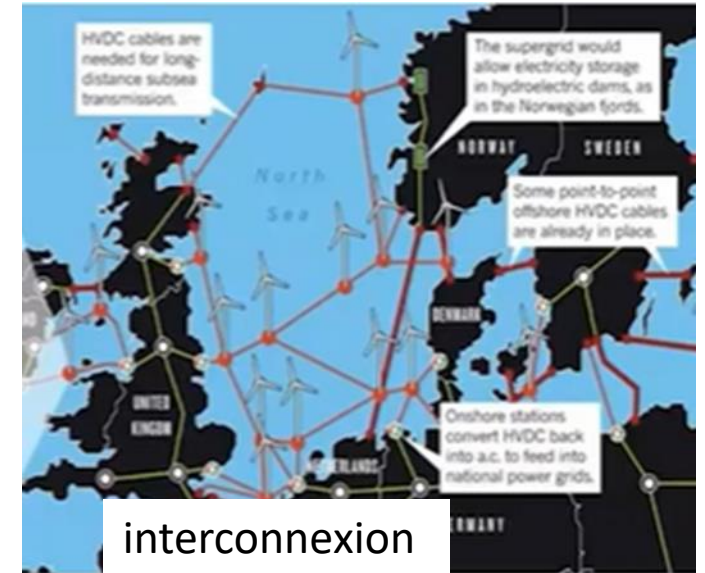 HVDC cables are
needed for long-
distance subsea
transmission.
The supergrid would
allow electricity storage
in hydroelectric dams, as
in the Norwegian fjords.
NORWAY
SWEDEN
North
Sea
Some point-to-point
offshore HVDC cables
are already in place.
DENMARK
UNITED
KINGDOM
Onshore stations
convert HVDC back
into a.c. to feed into
national power grids.
NETHERLANDS
ERMANY
interconnexion